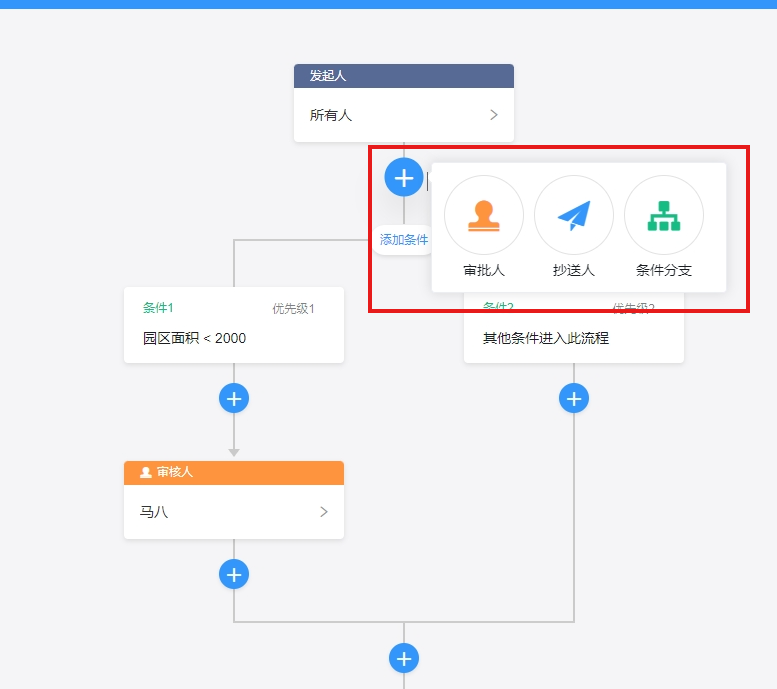 发起人
所有人
添加条件
审批人
抄送人
条件分支
条件1
优先级1
园区面积 < 2000
条件2
优先级2
其他条件进入此流程
审核人
马八